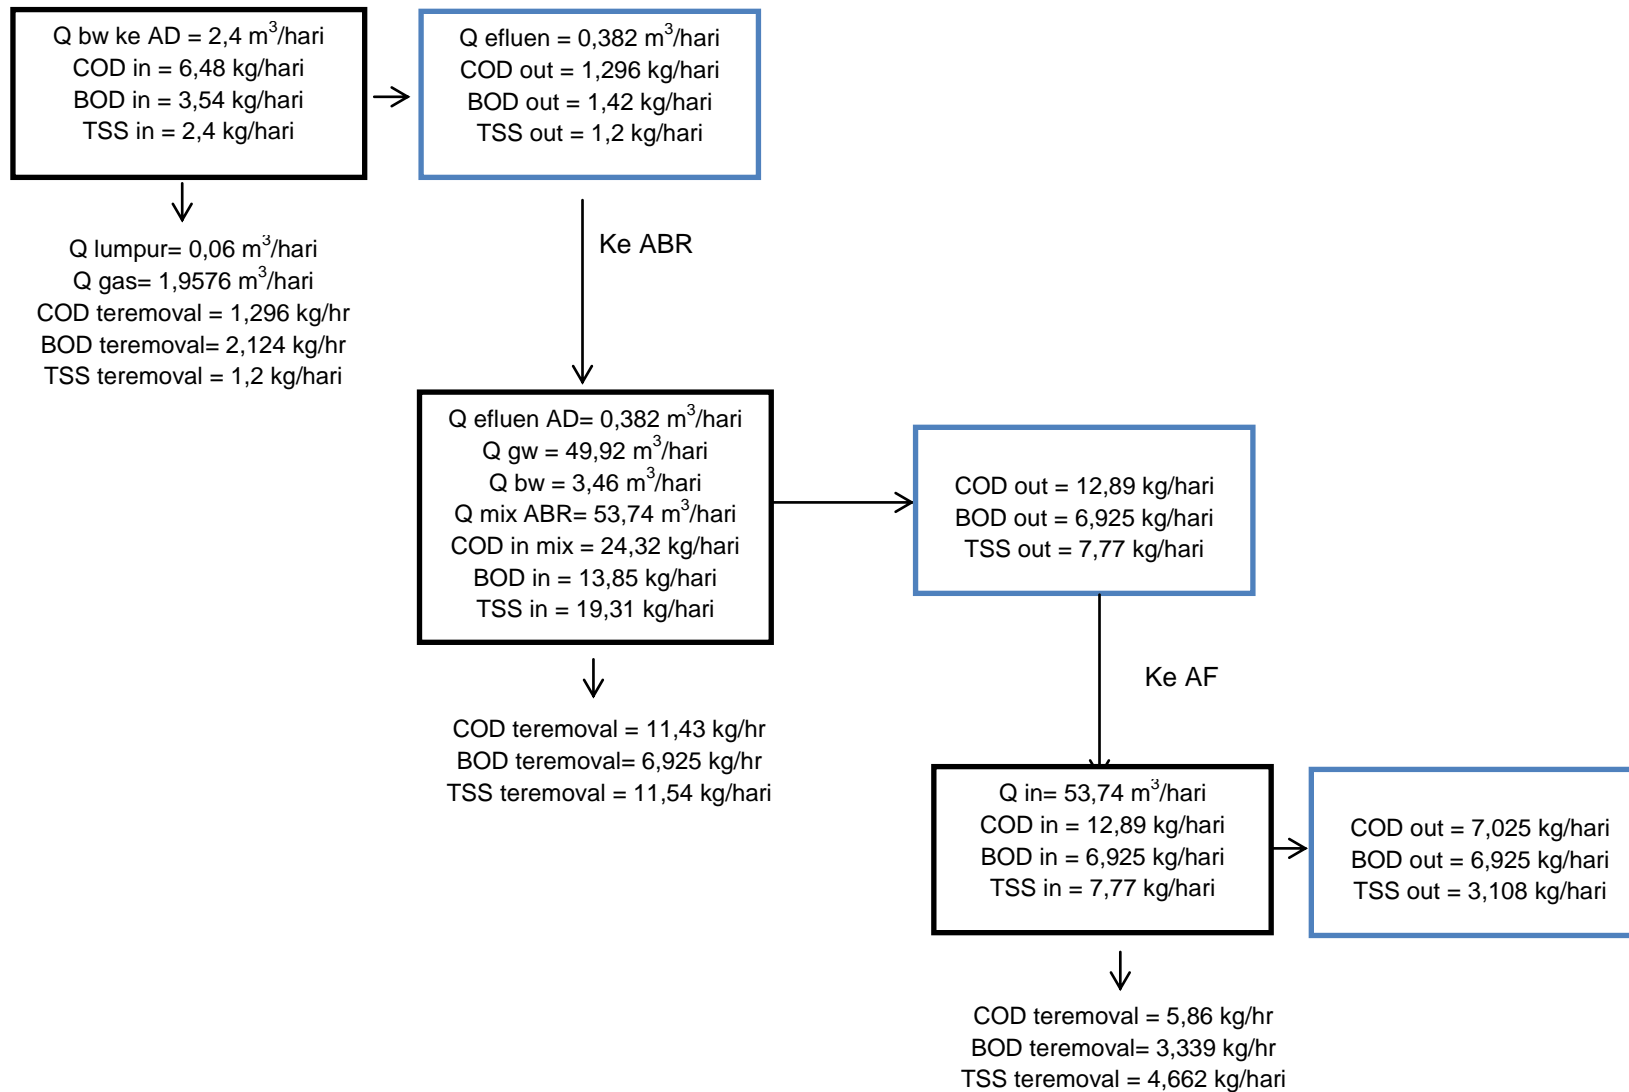 Q bw ke AD = 2,4 m³/hari
COD in = 6,48 kg/hari
BOD in = 3,54 kg/hari
TSS in = 2,4 kg/hari
Q efluen = 0,382 m³/hari
COD out = 1,296 kg/hari
BOD out = 1,42 kg/hari
TSS out = 1,2 kg/hari
Q lumpur= 0,06 m³/hari
Q gas= 1,9576 m³/hari
COD teremoval = 1,296 kg/hr
BOD teremoval= 2,124 kg/hr
TSS teremoval = 1,2 kg/hari
Ke ABR
Q efluen AD= 0,382 m³/hari
Q gw = 49,92 m³/hari
Q bw = 3,46 m³/hari
Q mix ABR= 53,74 m³/hari
COD in mix = 24,32 kg/hari
BOD in = 13,85 kg/hari
TSS in = 19,31 kg/hari
COD out = 12,89 kg/hari
BOD out = 6,925 kg/hari
TSS out = 7,77 kg/hari
COD teremoval = 11,43 kg/hr
BOD teremoval= 6,925 kg/hr
TSS teremoval = 11,54 kg/hari
Ke AF
Q in= 53,74 m³/hari
COD in = 12,89 kg/hari
BOD in = 6,925 kg/hari
TSS in = 7,77 kg/hari
COD out = 7,025 kg/hari
BOD out = 6,925 kg/hari
TSS out = 3,108 kg/hari
COD teremoval = 5,86 kg/hr
BOD teremoval= 3,339 kg/hr
TSS teremoval = 4,662 kg/hari